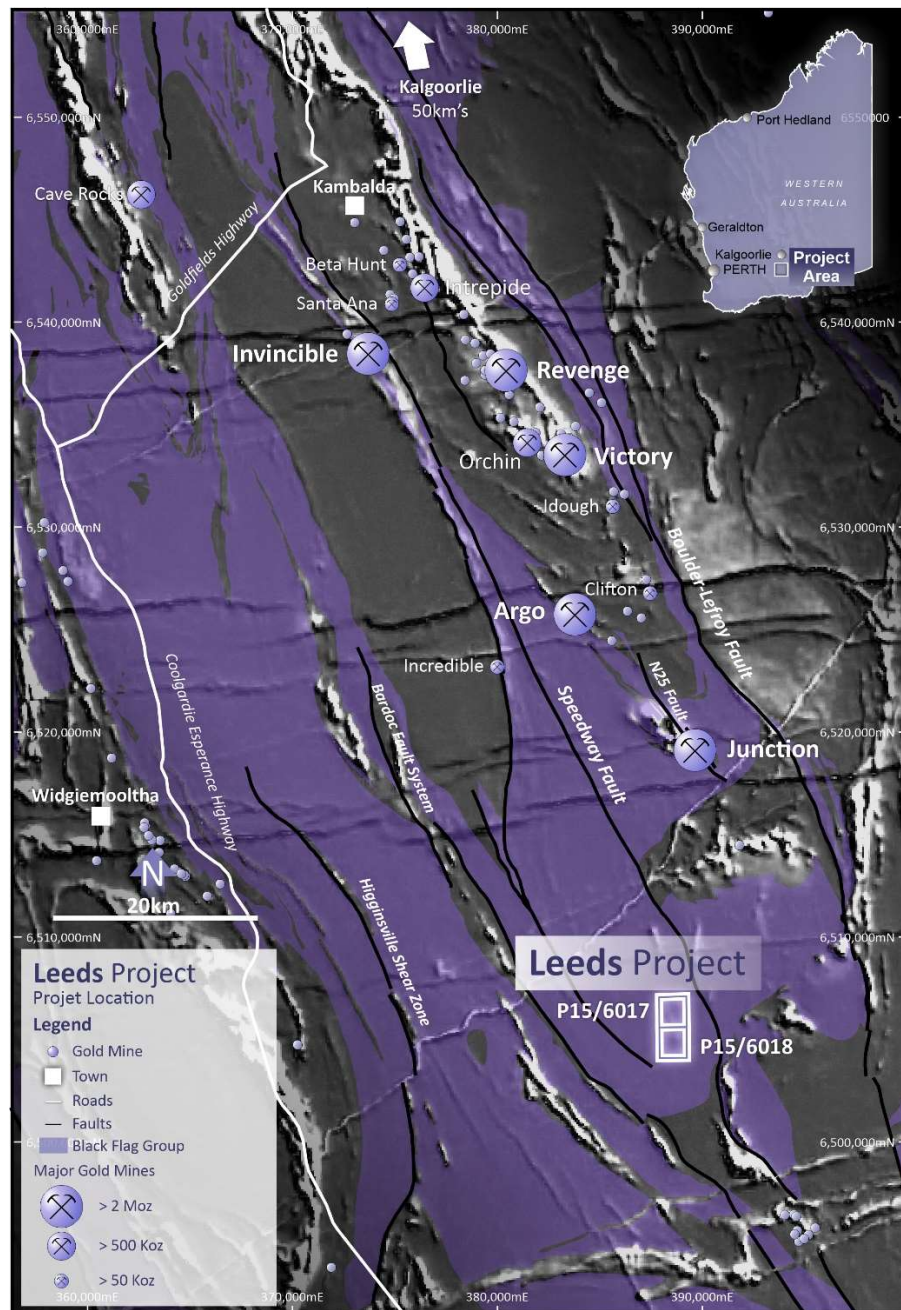 360,000mE
370,000mE
380,000mE
390,000mE
Kalgoorlie
50km's
6,550,000mN
6550000
Port Hedland
WESTERN
AUSTRALIA
Geraldton
Kalgoorlie
PERTH
Project
Area
Cave Rocks
Kambalda
Goldfields Highway
Beta Hunt
Intrepide
Santa Ana
6,540,000mN
6,540,000mN
Invincible
Revenge
Orchin
Victory
Idough
6,530,000mN
6,530,000mN
Boulder-Lefroy Fault
Clifton
Argo
Incredible
N25 Fault
Coolgardie Esperance Highway
Bardoc Fault System
Speedway Fault
6,520,000mN
6,520,000mN
Junction
Widgiemooltha
N
20km
Higginsville Shear Zone
6,510,000mN
6,510,000mN
Leeds Project
P15/6017
P15/6018
Leeds Project
Projet Location
Legend
Gold Mine
Town
Roads
Faults
Black Flag Group
6,500,000mN
Major Gold Mines
> 2 Moz
> 500 Koz
> 50 Koz
360,000mE
370,000mE
380,000mE
390,000mE